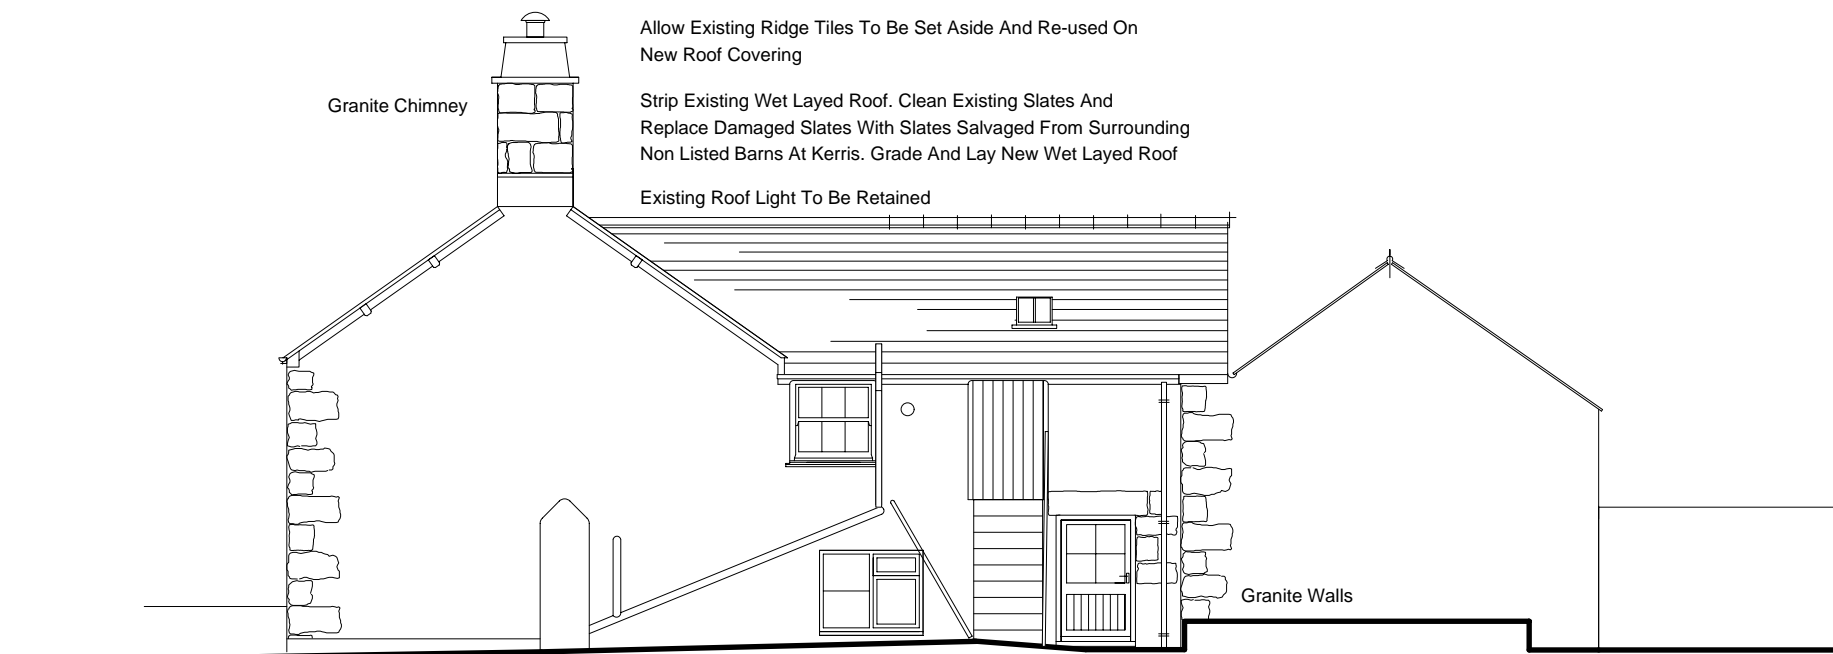 Allow Existing Ridge Tiles To Be Set Aside And Re-used On
New Roof Covering
Granite Chimney
Strip Existing Wet Layed Roof. Clean Existing Slates And
Replace Damaged Slates With Slates Salvaged From Surrounding
Non Listed Barns At Kerris. Grade And Lay New Wet Layed Roof
Existing Roof Light To Be Retained
Granite Walls